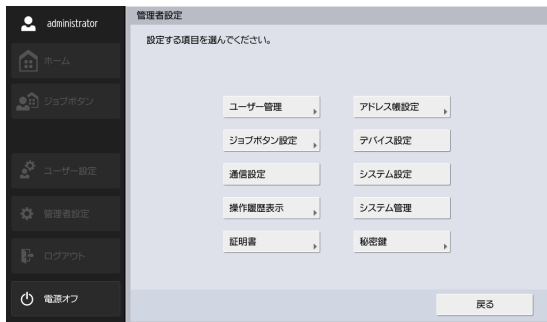 administrator
ホーム
ジョブボタン
ユーザー設定
管理者設定
ログアウト
電源オフ
管理者設定
設定する項目を選んでください。
ユーザー管理
アドレス帳設定
ジョブボタン設定
デバイス設定
通信設定
システム設定
操作履歴表示
システム管理
証明書
秘密鍵
戻る